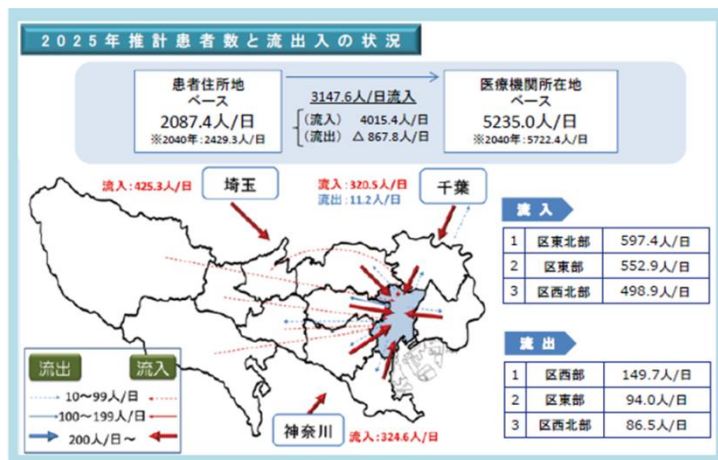 2025年推計患者数と流出入の状況
患者住所地
ベース
2087.4人/日
※2040年:2429.3人/日
3147.6人/日流入
(流入) 4015.4人/日
(流出) △ 867.8人/日
医療機関所在地
ベース
5235.0人/日
※2040年:5722.4人/日
流入:425.3人/日
埼玉
流入:320.5人/日
流出:11.2人/日
千葉
流入
1 区東北部 597.4人/日
2 区東部 552.9人/日
3 区西北部 498.9人/日
流出
1 区西部 149.7人/日
2 区東部 94.0人/日
3 区西北部 86.5人/日
流出 流入
10~99人/日
100~199人/日
200人/日~
神奈川
流入:324.6人/日